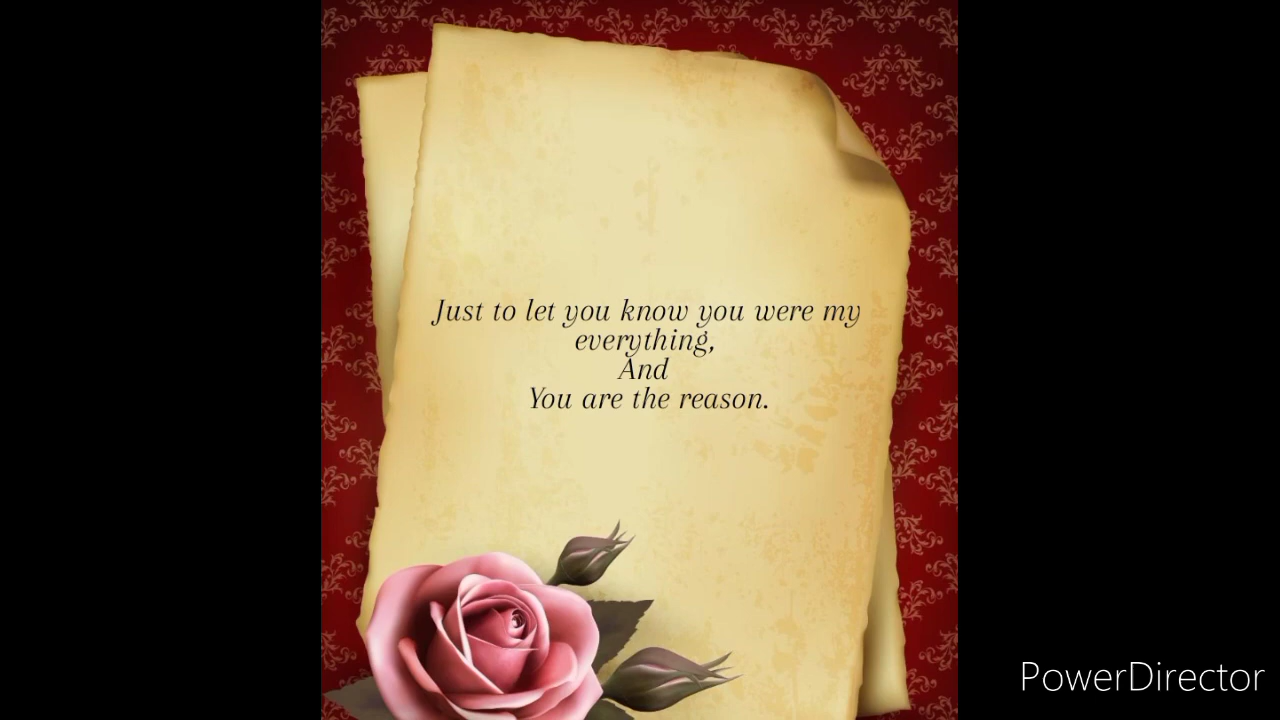 Just to let you know you were my
everything,
And
You are the reason.
PowerDirector